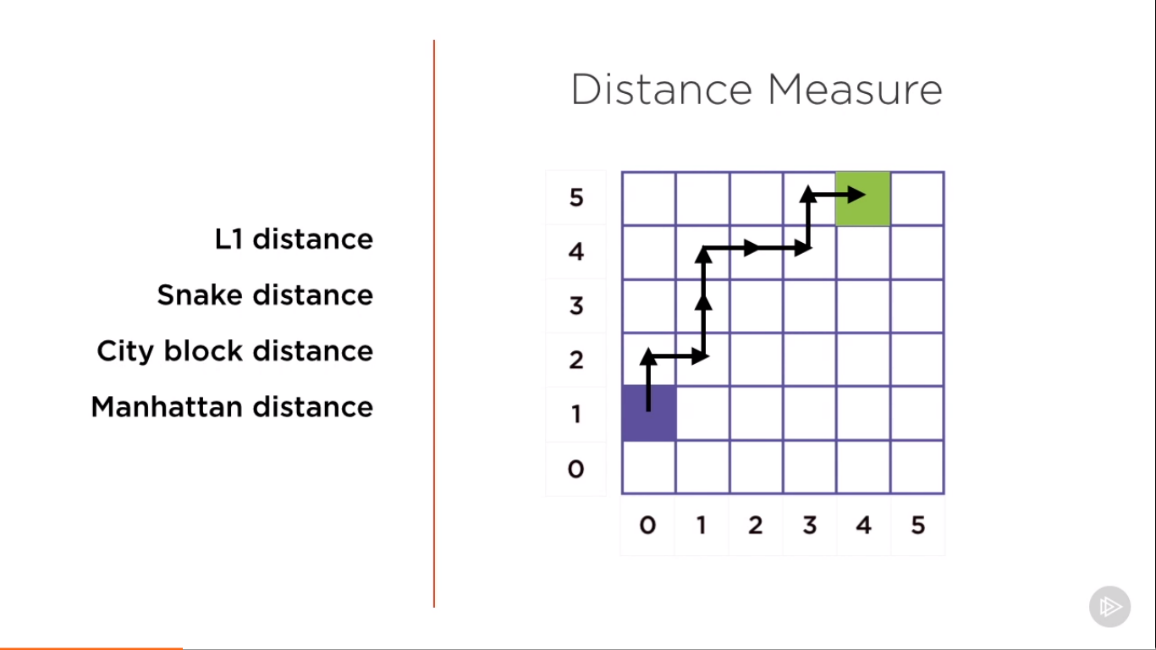 Distance Measure
L1 distance
Snake distance
City block distance
Manhattan distance
5
4
3
2
1
0
0 1 2 3 4 5